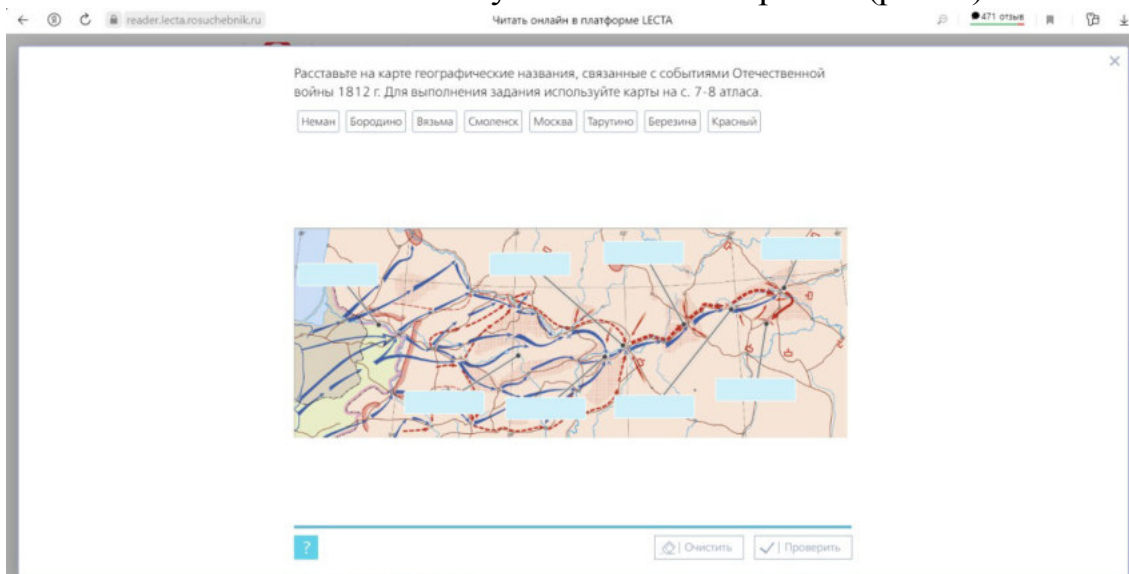 reader.lecta.rosuchebnik.ru
Читать онлайн в платформе LECTA
471 отзыв
Расставьте на карте географические названия, связанные с событиями Отечественной
войны 1812 г. Для выполнения задания используйте карты на с. 7-8 атласа.
Неман Бородино Вязьма Смоленск Москва Тарутино Березина Красный
?
Очистить
Проверить